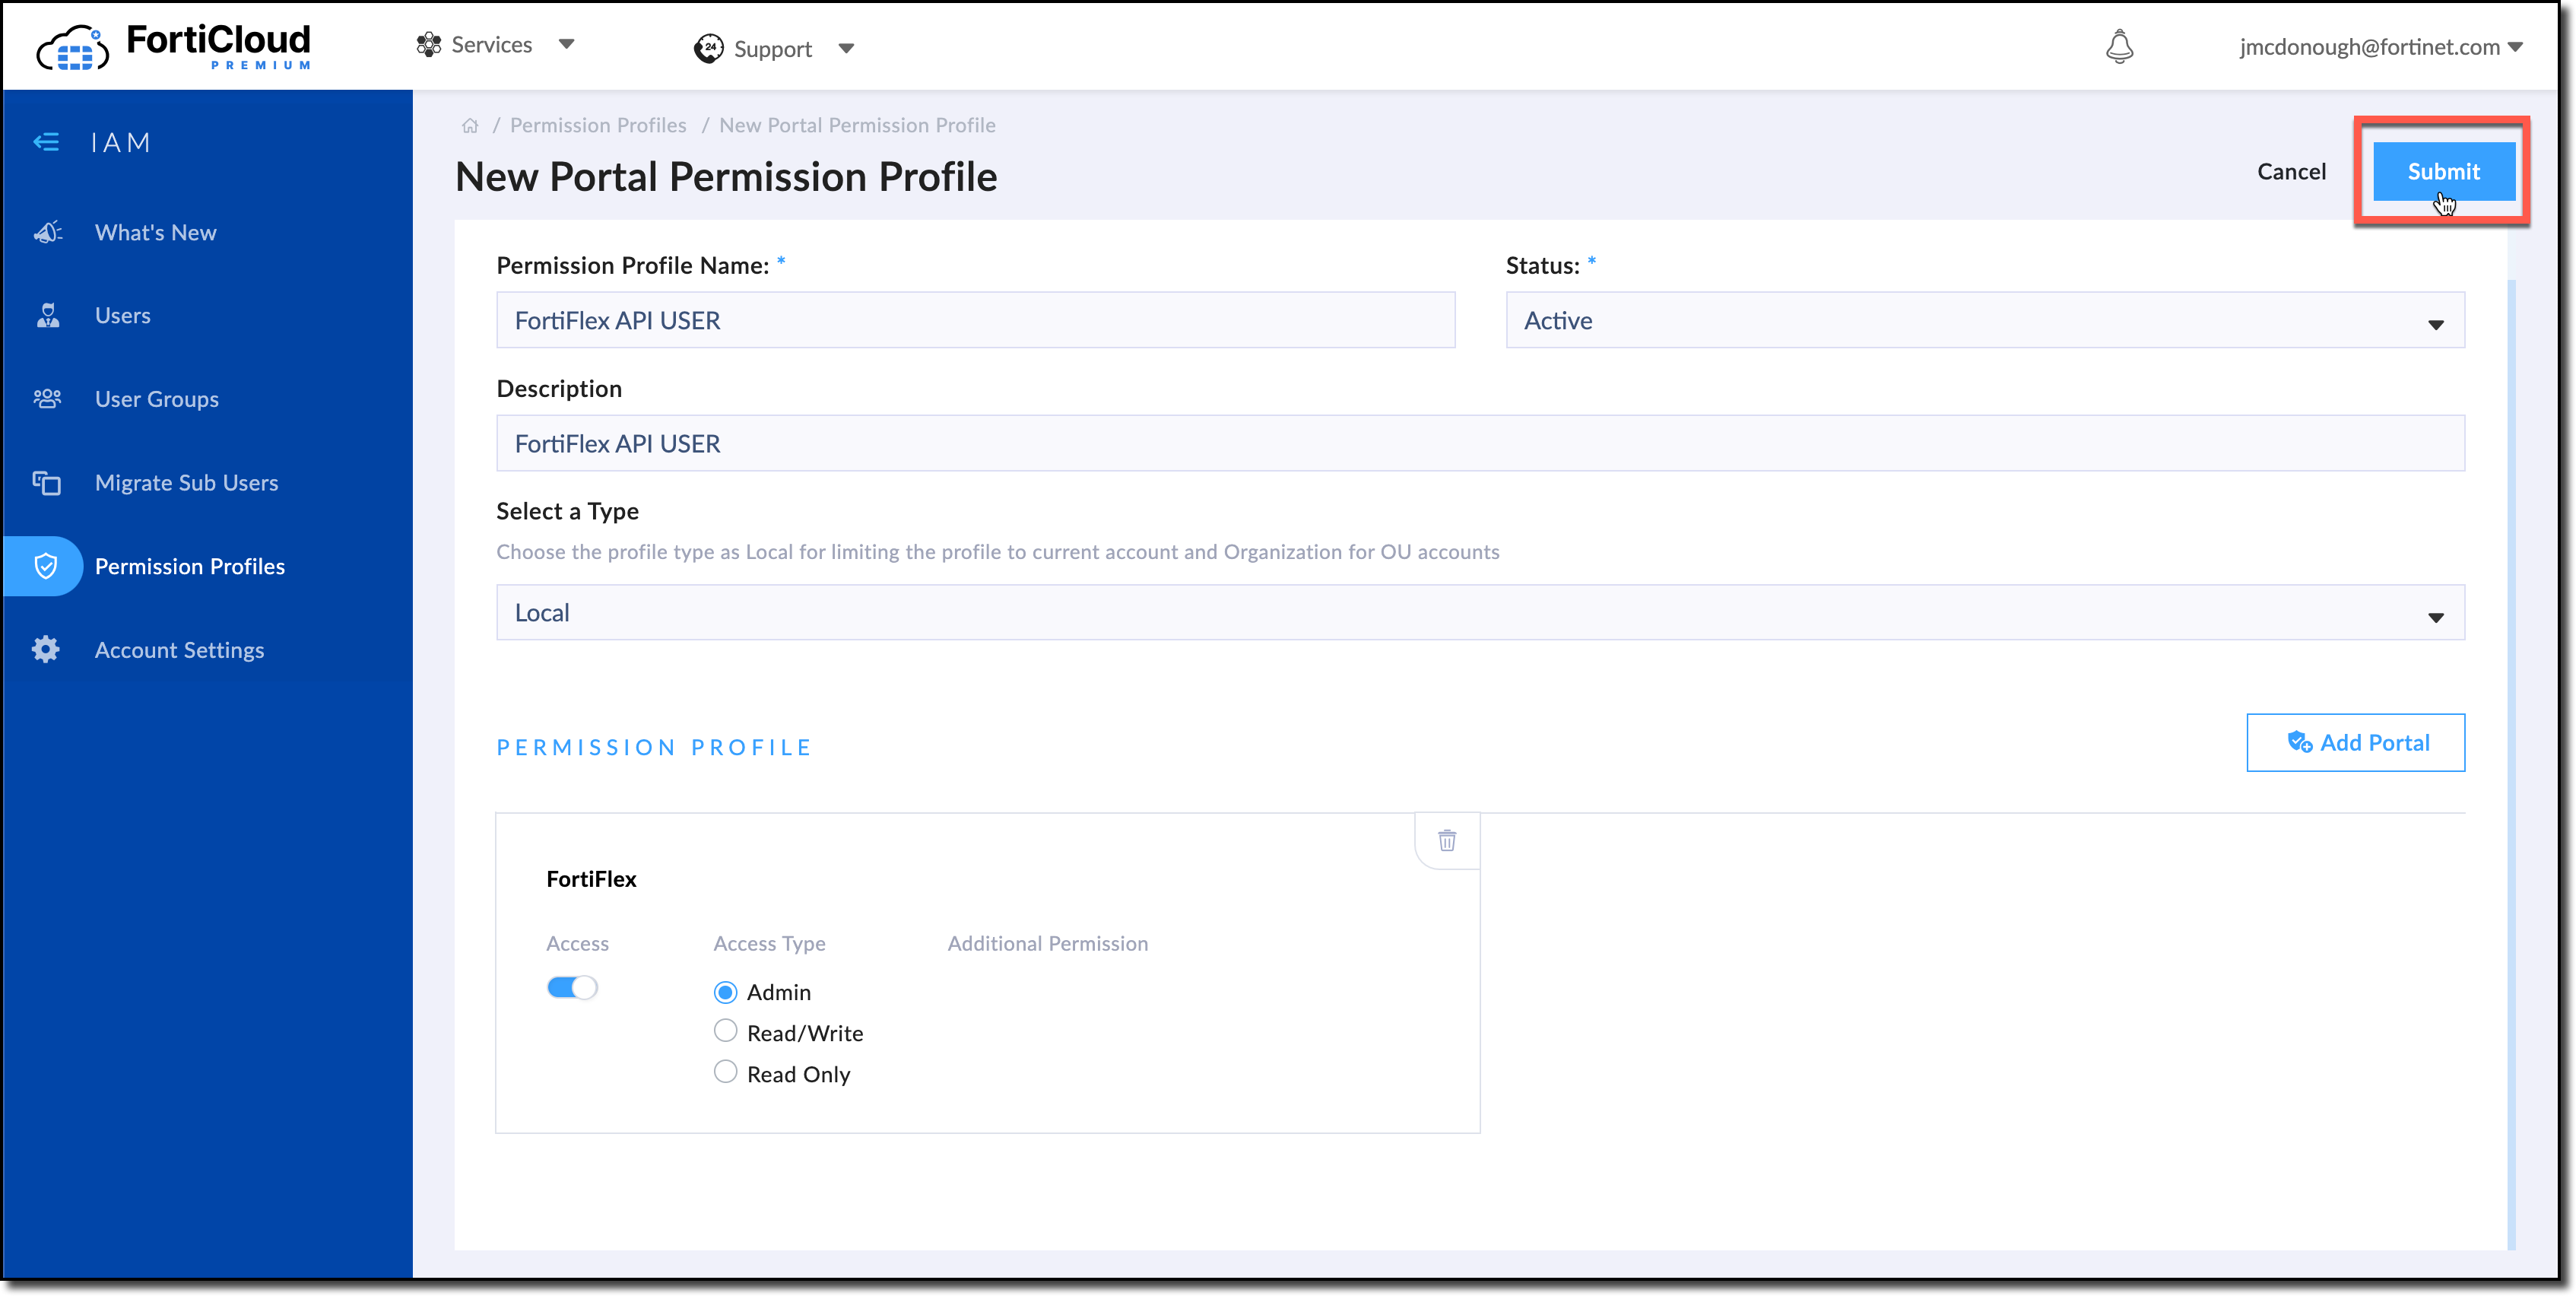 FortiCloud
PREMIUM
Services
24
Support
jmcdonough@fortinet.com
IAM
What's New
Users
User Groups
Migrate Sub Users
Permission Profiles
Account Settings
/ Permission Profiles / New Portal Permission Profile
New Portal Permission Profile
Cancel
Submit
Permission Profile Name: *
Status: *
FortiFlex API USER
Active
Description
FortiFlex API USER
Select a Type
Choose the profile type as Local for limiting the profile to current account and Organization for OU accounts
Local
PERMISSION PROFILE
Add Portal
FortiFlex
Access
Access Type
Additional Permission
Admin
Read/Write
Read Only